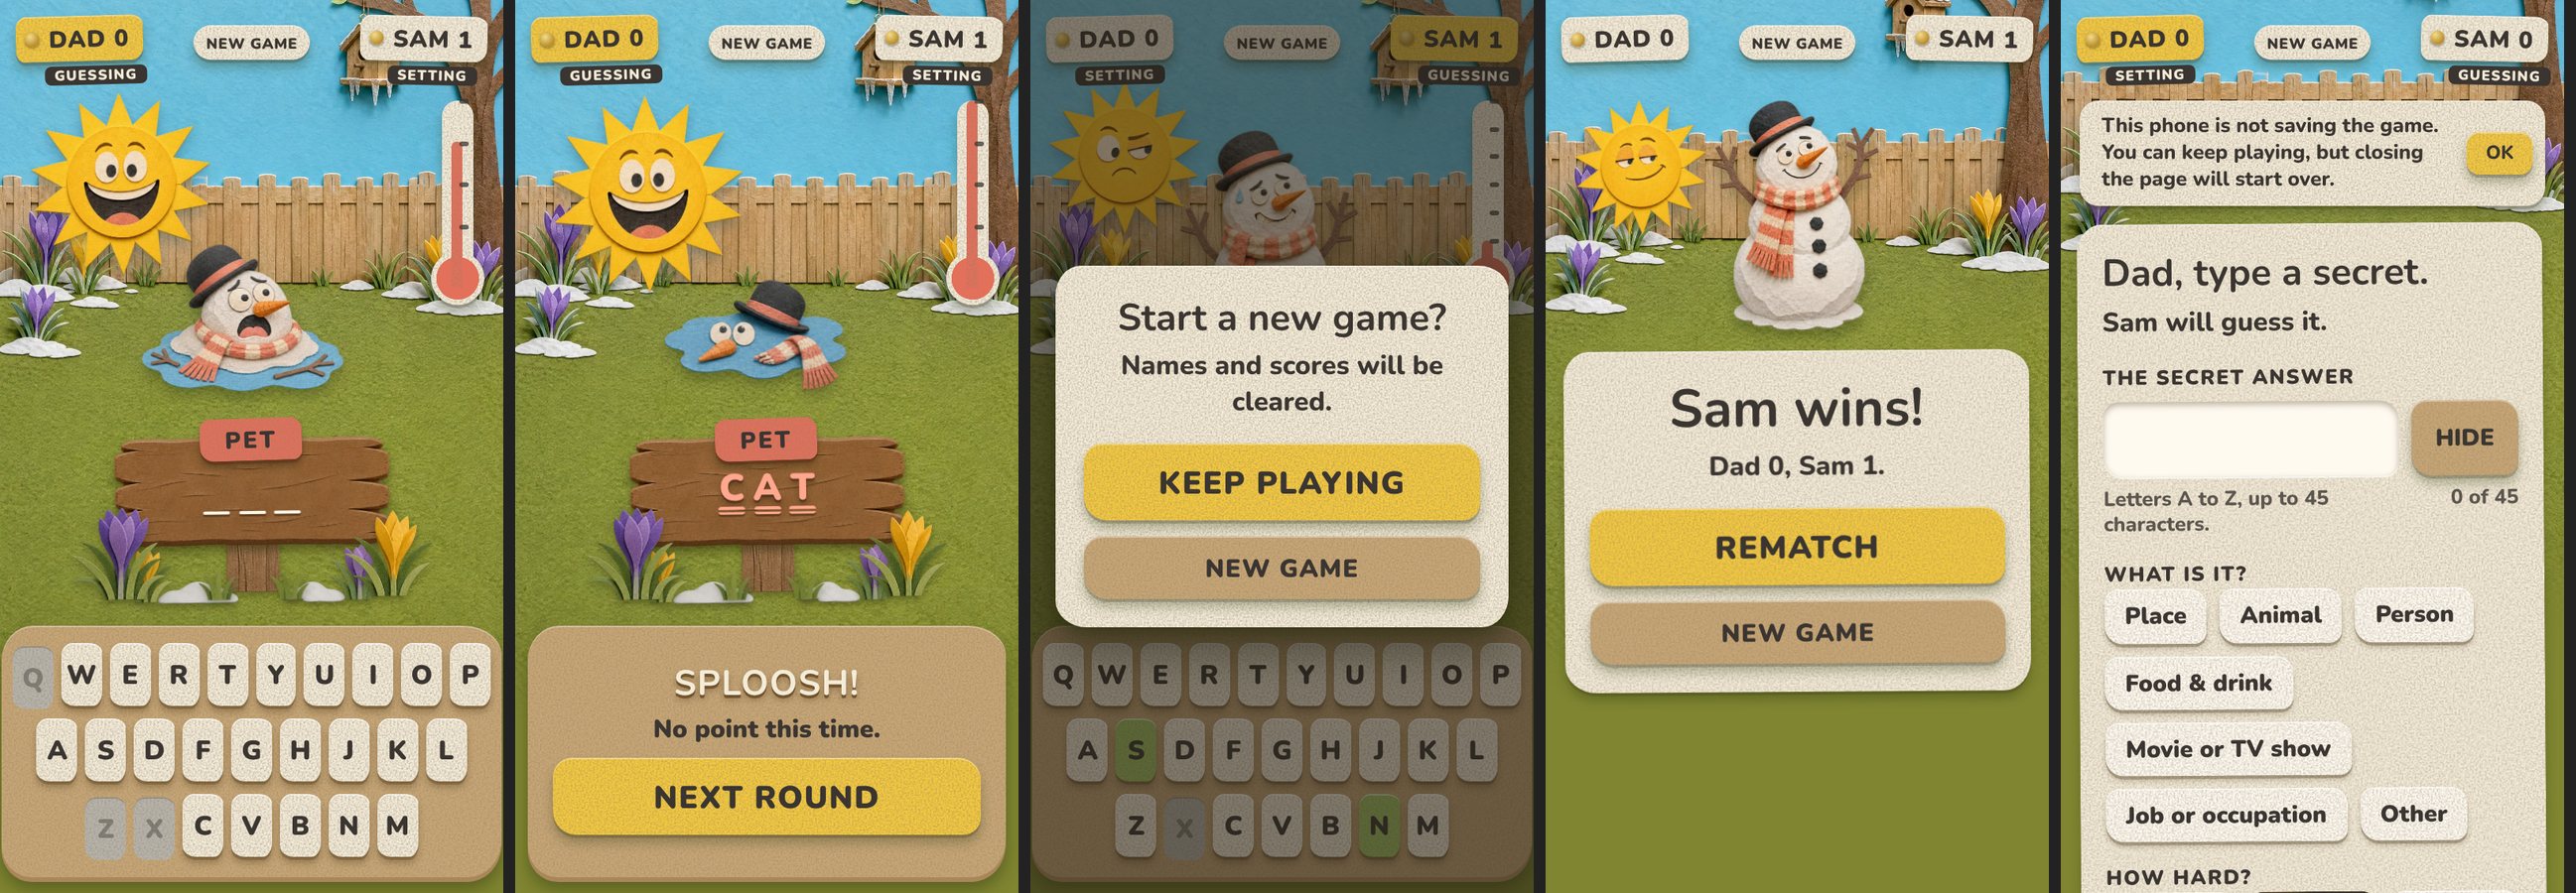 DAD 0
NEW GAME
SAM 1
GUESSING
SETTING
PET
Q W E R T Y U I O P
A S D F G H J K L
Z X C V B N M
DAD 0
NEW GAME
SAM 1
GUESSING
SETTING
PET
CAT
SPLOOSH!
No point this time.
NEXT ROUND
DAD 0
NEW GAME
SAM 1
SETTING
GUESSING
Start a new game?
Names and scores will be
cleared.
KEEP PLAYING
NEW GAME
Q W E R T Y U I O P
A S D F G H J K L
Z X C V B N M
DAD 0
NEW GAME
SAM 1
Sam wins!
Dad 0, Sam 1.
REMATCH
NEW GAME
DAD 0
NEW GAME
SAM 0
SETTING
GUESSING
This phone is not saving the game.
You can keep playing, but closing
the page will start over.
OK
Dad, type a secret.
Sam will guess it.
THE SECRET ANSWER
HIDE
Letters A to Z, up to 45
characters.
0 of 45
WHAT IS IT?
Place
Animal
Person
Food & drink
Movie or TV show
Job or occupation
Other
HOW HARD?